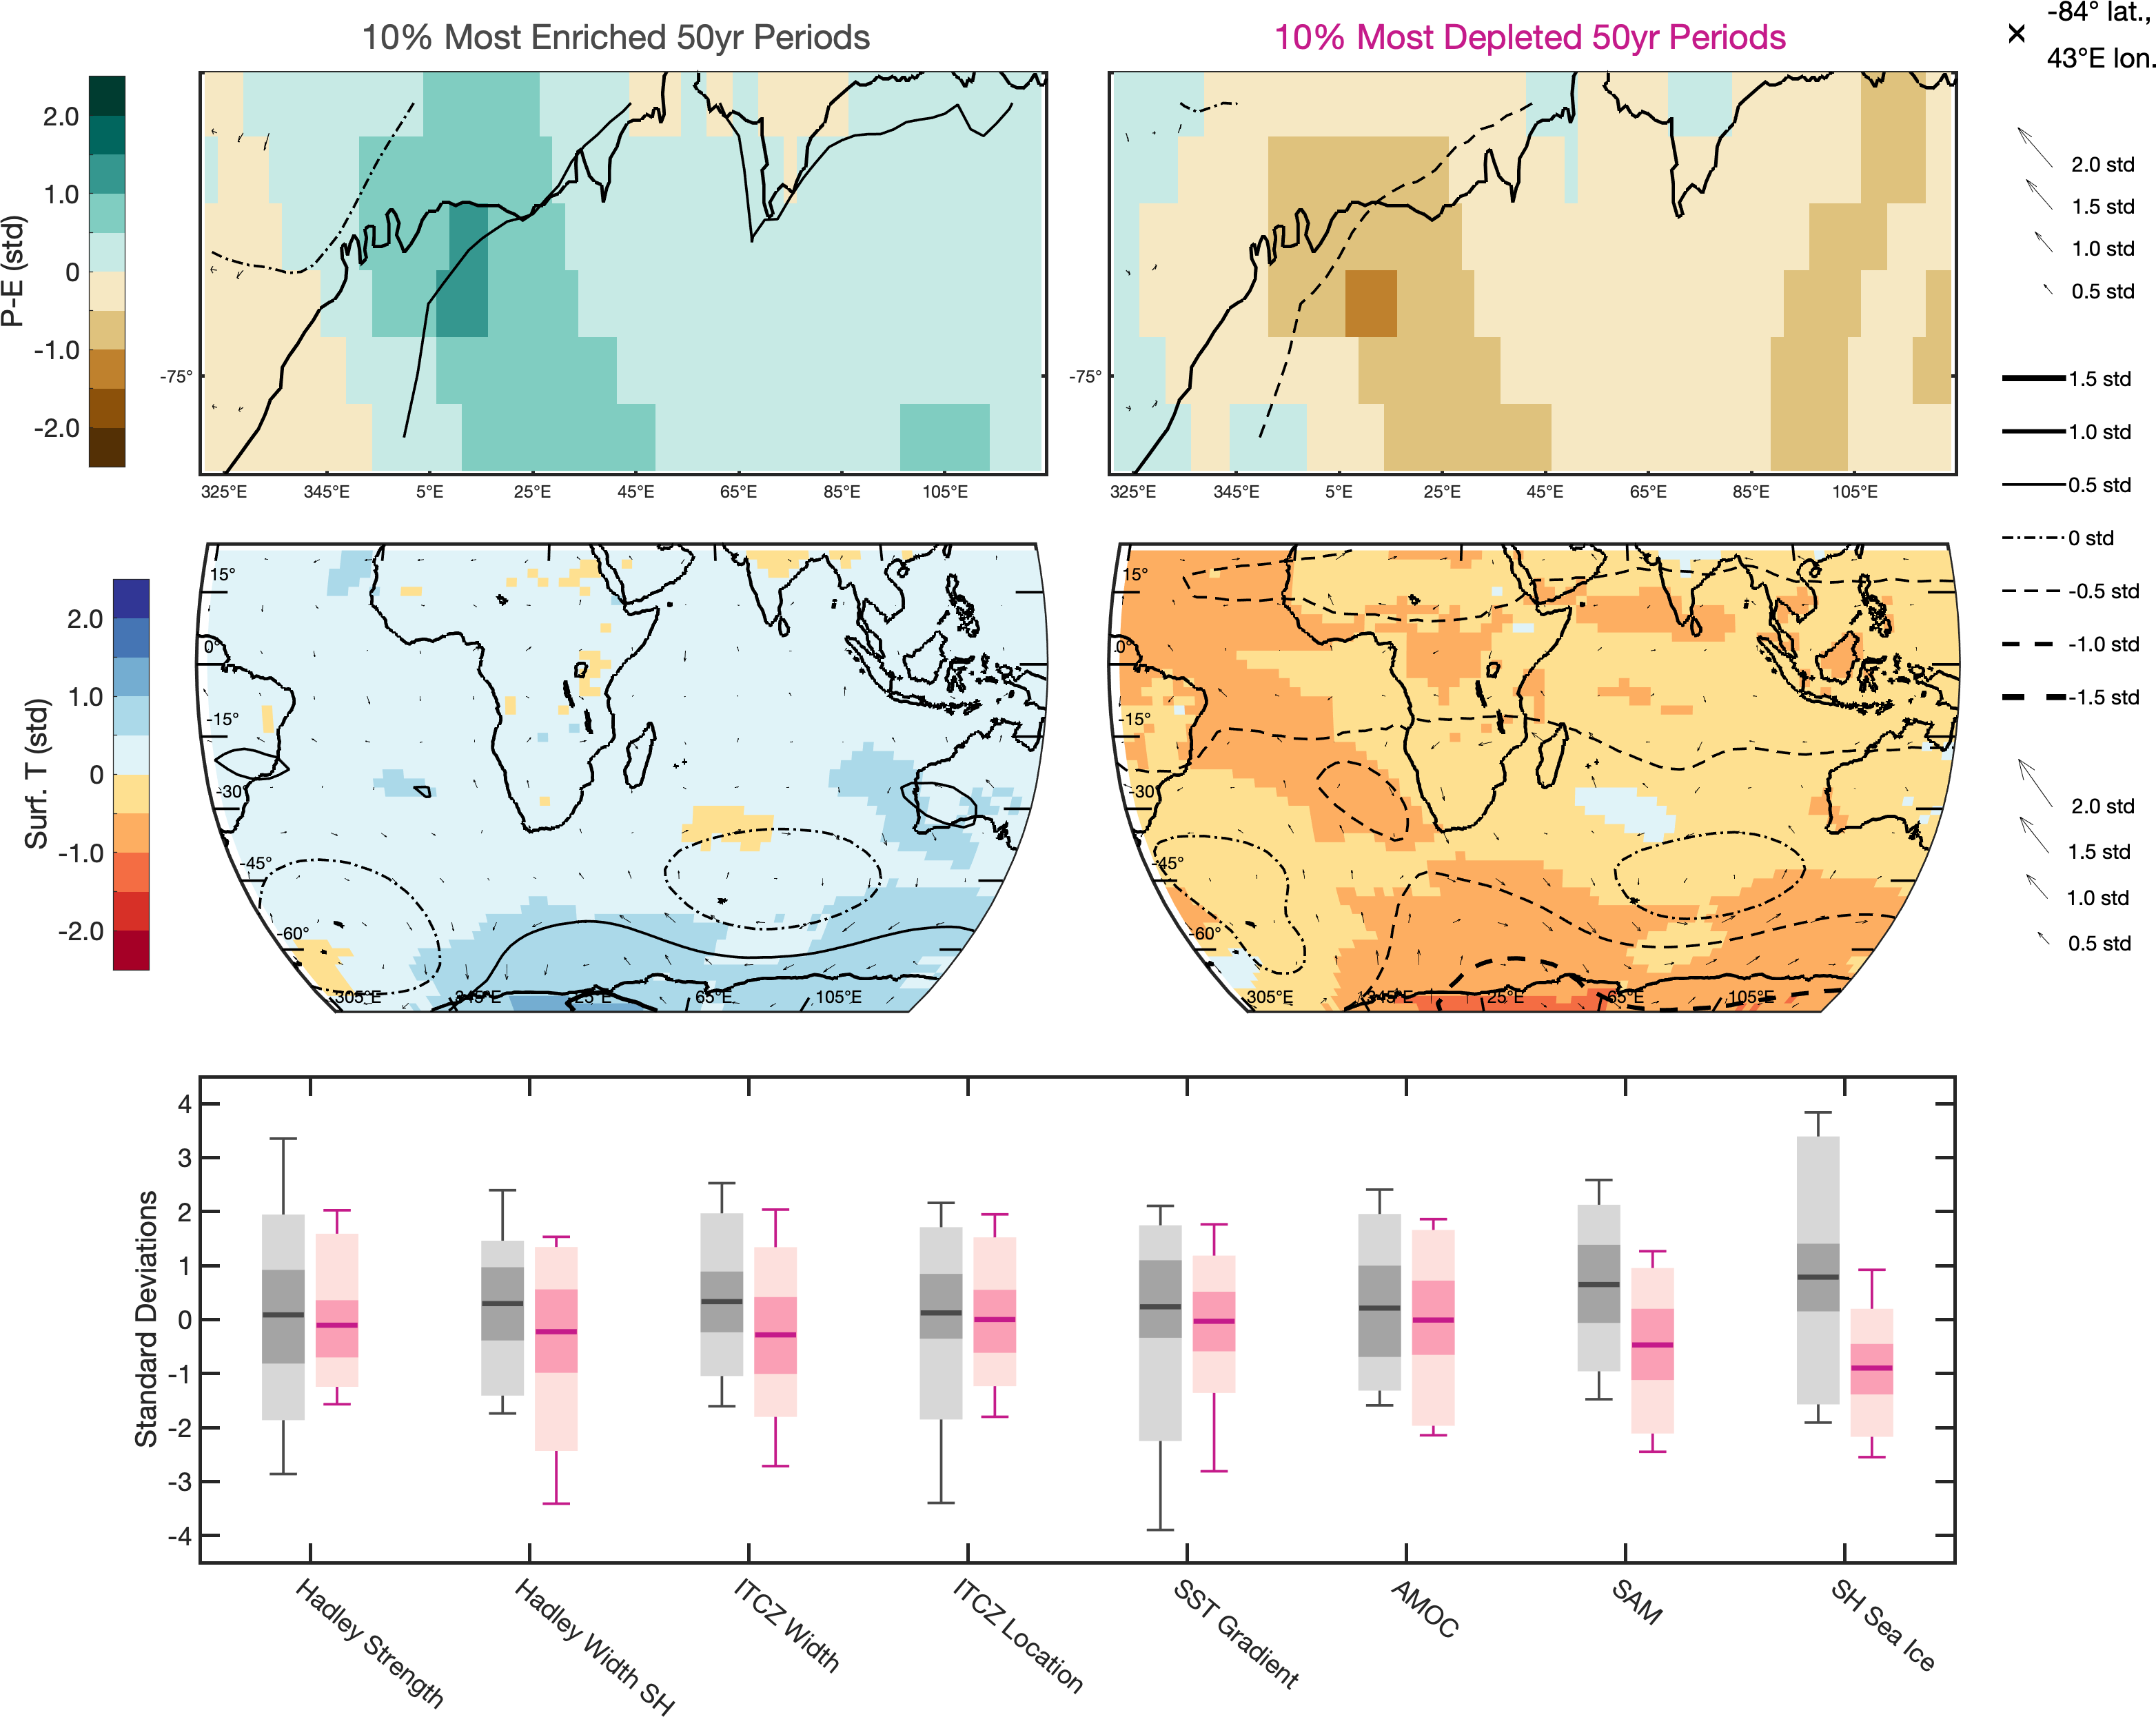 10% Most Enriched 50yr Periods
10% Most Depleted 50yr Periods
× -84° lat.,
43°E lon.
P-E (std)
2.0
1.0
0
-1.0
-2.0
-75°
325°E 345°E 5°E 25°E 45°E 65°E 85°E 105°E
-75°
325°E 345°E 5°E 25°E 45°E 65°E 85°E 105°E
2.0 std
1.5 std
1.0 std
0.5 std
1.5 std
1.0 std
0.5 std
0 std
-0.5 std
-1.0 std
-1.5 std
Surf. T (std)
2.0
1.0
0
-1.0
-2.0
15°
0°
-15°
-30°
-45°
-60°
305°E 345°E 25°E 65°E 105°E
15°
0°
-15°
-30
-45°
-60°
305°E 345°E 25°E 65°E 105°E
2.0 std
1.5 std
1.0 std
0.5 std
Standard Deviations
4
3
2
1
0
-1
-2
-3
-4
Hadley Strength
Hadley Width SH
ITCZ Width
ITCZ Location
SST Gradient
AMOC
SAM
SH Sea Ice